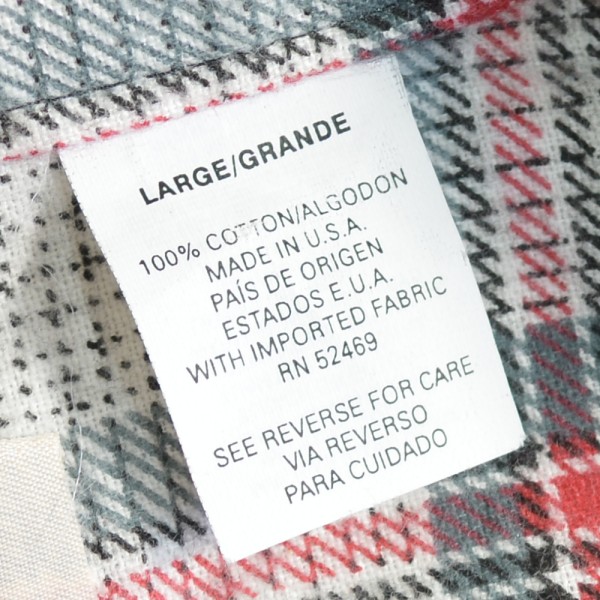 LARGE/GRANDE
100% COTTON/ALGODON
MADE IN U.S.A.
PAÍS DE ORIGEN
ESTADOS E.U.A.
WITH IMPORTED FABRIC
RN 52469
SEE REVERSE FOR CARE
VIA REVERSO
PARA CUIDADO